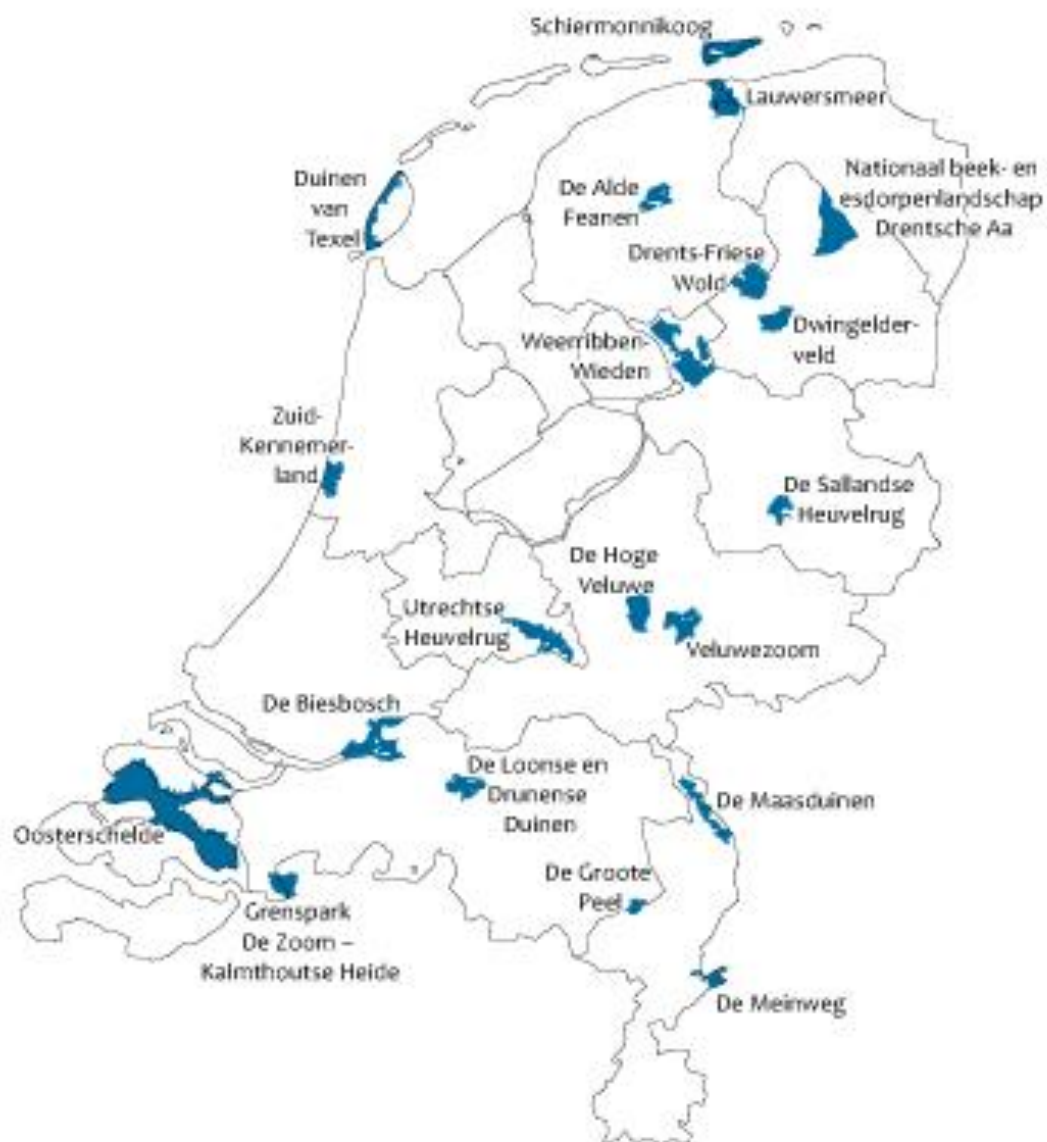 Schiermonnikoog
Lauwersmeer
Duinen
van
Texel
De Alde
Feanen
Nationaal beek- en
esdorpenlandschap
Drentsche Aa
Drents-Friese
Wold
Dwingelder-
veld
Weerribben-
Wieden
Zuid-
Kennemer-
land
De Sallandse
Heuvelrug
De Hoge
Veluwe
Utrechtse
Heuvelrug
Veluwezoom
De Biesbosch
De Loonse en
Drunense
Duinen
De Maasduinen
Oosterschelde
De Groote
Peel
Grenspark
De Zoom –
Kalmthoutse Heide
De Meinweg